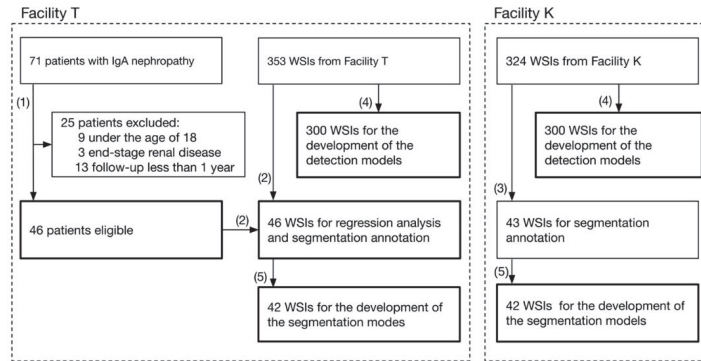 Facility T
71 patients with IgA nephropathy
(1)
25 patients excluded:
9 under the age of 18
3 end-stage renal disease
13 follow-up less than 1 year
46 patients eligible
(2)
353 WSIs from Facility T
(4)
300 WSIs for the
development of the
detection models
(2)
46 WSIs for regression analysis
and segmentation annotation
(5)
42 WSIs for the development of
the segmentation modes
Facility K
324 WSIs from Facility K
(4)
300 WSIs for the
development of the
detection models
(3)
43 WSIs for segmentation
annotation
(5)
42 WSIs for the development of
the segmentation models